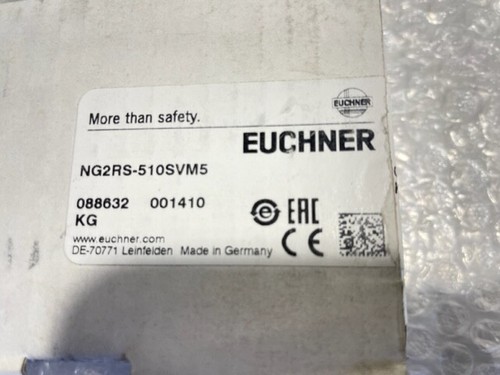 EUCHNER
More than safety.
EUCHNER
NG2RS-510SVM5
088632 001410
KG
EAC
CE
www.euchner.com
DE-70771 Leinfelden Made in Germany